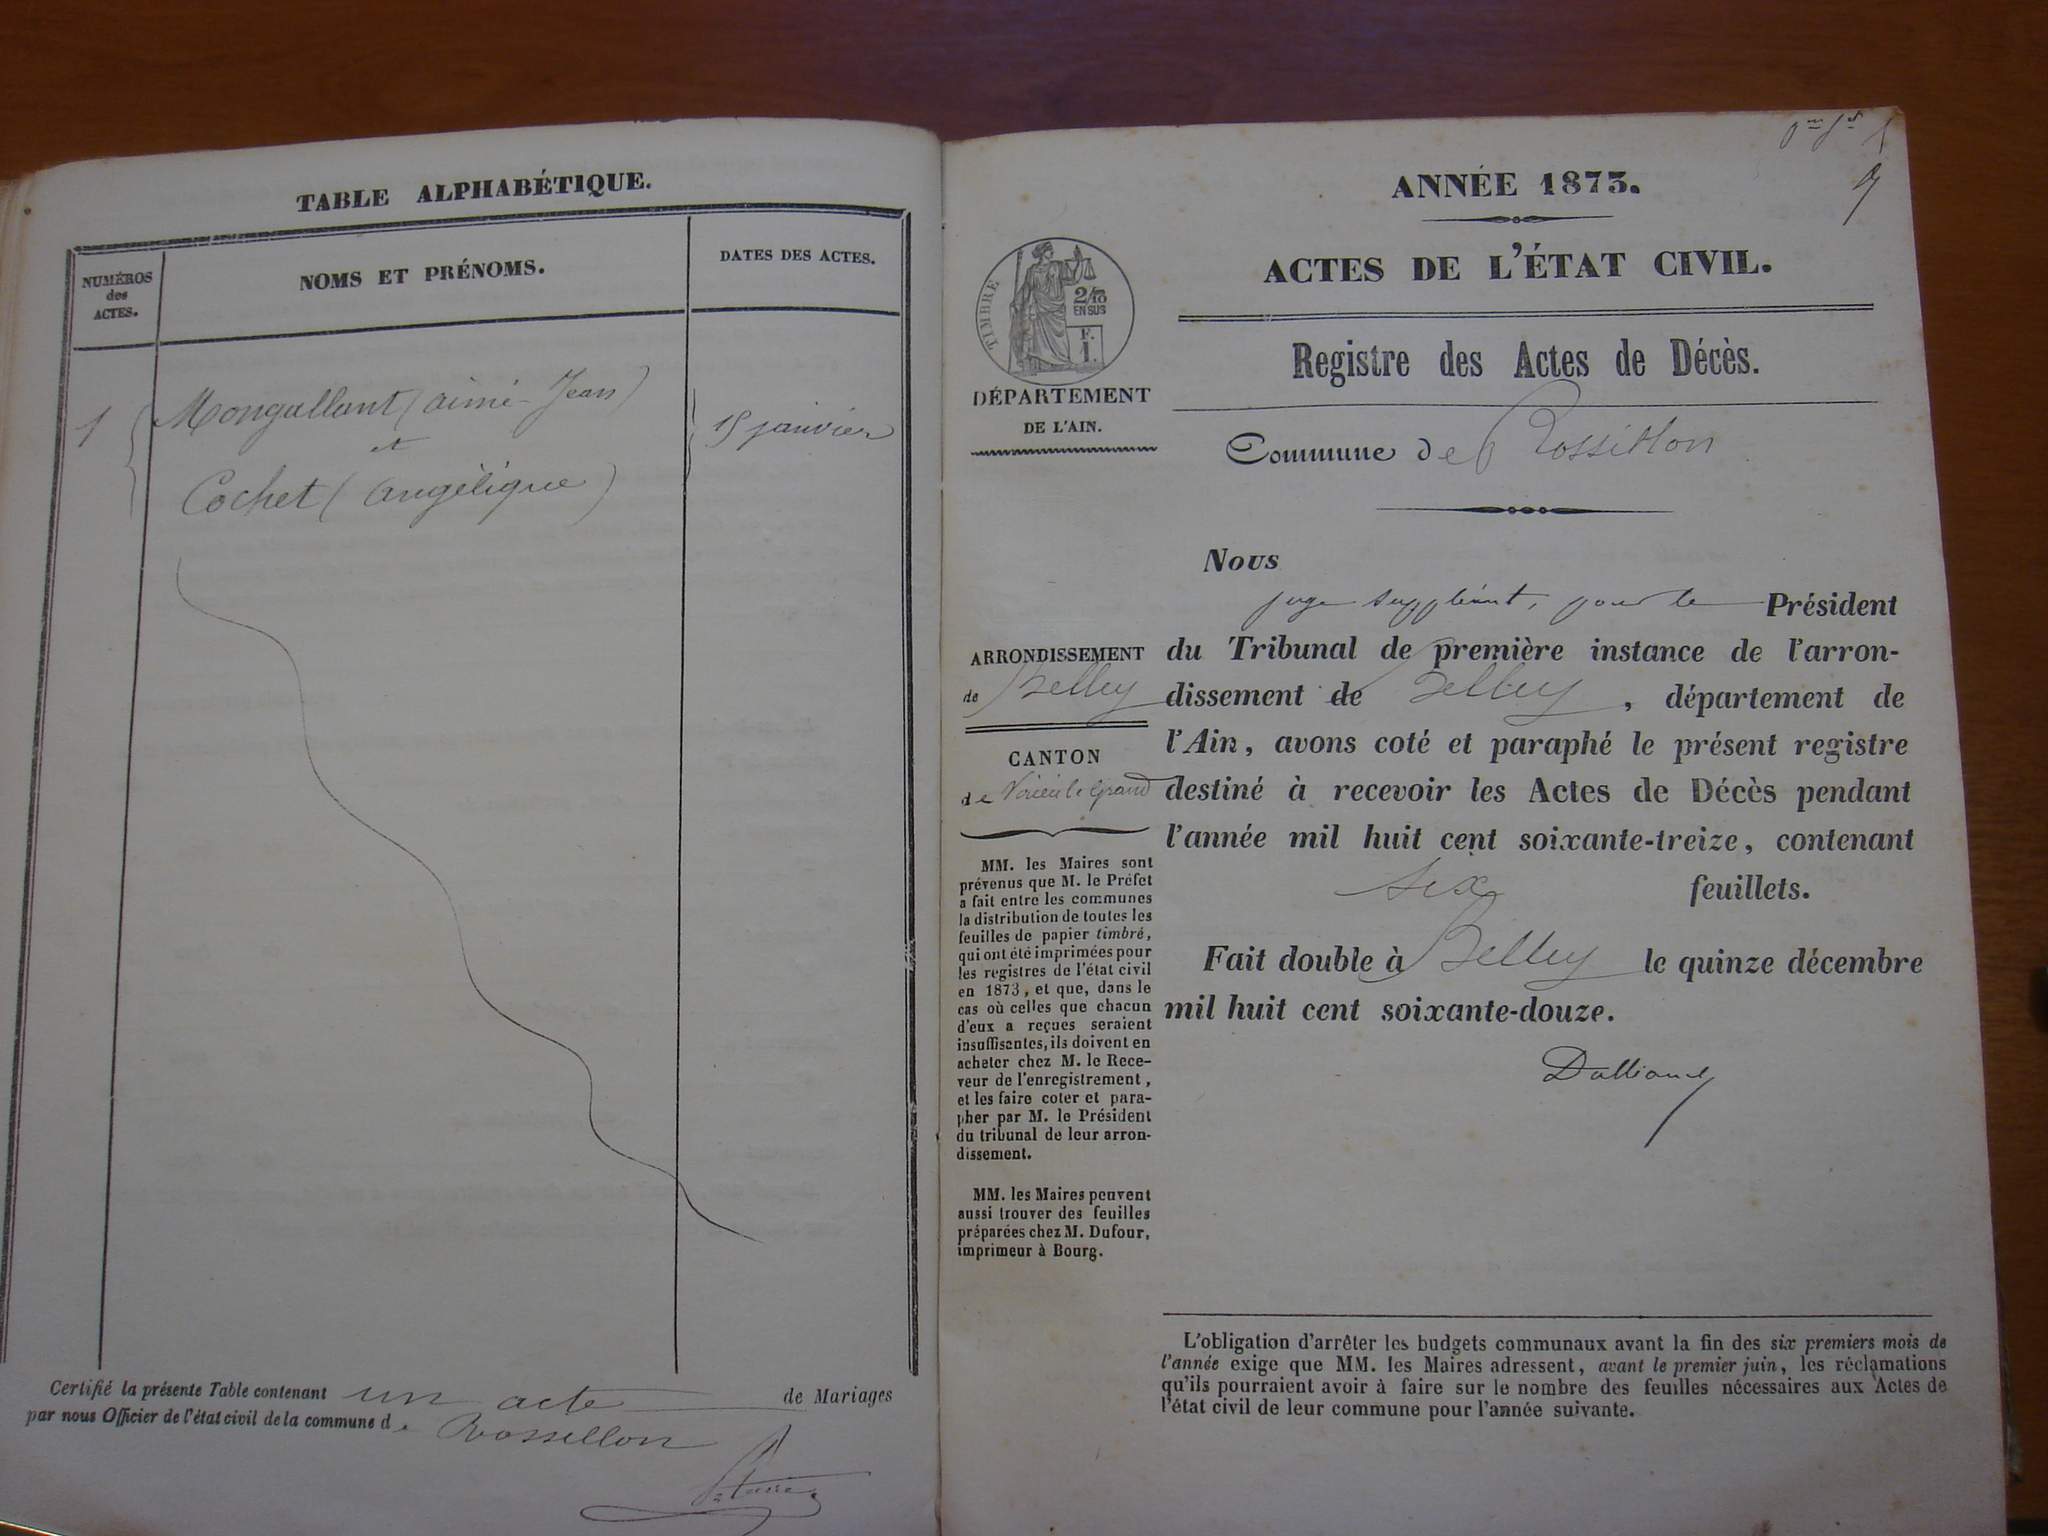 TABLE ALPHABÉTIQUE.
NUMÉROS
des
ACTES.
NOMS ET PRÉNOMS.
DATES DES ACTES.
1
Mongallant (aimé-Jean)
et
Cochet (angélique)
15 janvier
Certifié la présente Table contenant un acte de Mariages
par nous Officier de l'état civil de la commune de Rossillon
ANNÉE 1873.
ACTES DE L'ÉTAT CIVIL.
TIMBRE
2/10
EN SUS
F.
1.
DÉPARTEMENT
DE L'AIN.
Registre des Actes de Décès.
Commune de Rossillon
ARRONDISSEMENT
de Belley
CANTON
de Virieu le Grand
MM. les Maires sont
prévenus que M. le Préfet
a fait entre les communes
la distribution de toutes les
feuilles de papier timbré,
qui ont été imprimées pour
les registres de l'état civil
en 1873, et que, dans le
cas où celles que chacun
d'eux a reçues seraient
insuffisantes, ils doivent en
acheter chez M. le Rece-
veur de l'enregistrement,
et les faire coter et para-
pher par M. le Président
du tribunal de leur arron-
dissement.
MM. les Maires peuvent
aussi trouver des feuilles
préparées chez M. Dufour,
imprimeur à Bourg.
Nous
juge suppléant, pour le Président
du Tribunal de première instance de l'arron-
dissement de Belley, département de
l'Ain, avons coté et paraphé le présent registre
destiné à recevoir les Actes de Décès pendant
l'année mil huit cent soixante-treize, contenant
six feuillets.
Fait double à Belley le quinze décembre
mil huit cent soixante-douze.
L'obligation d'arrêter les budgets communaux avant la fin des six premiers mois de
l'année exige que MM. les Maires adressent, avant le premier juin, les réclamations
qu'ils pourraient avoir à faire sur le nombre des feuilles nécessaires aux Actes de
l'état civil de leur commune pour l'année suivante.